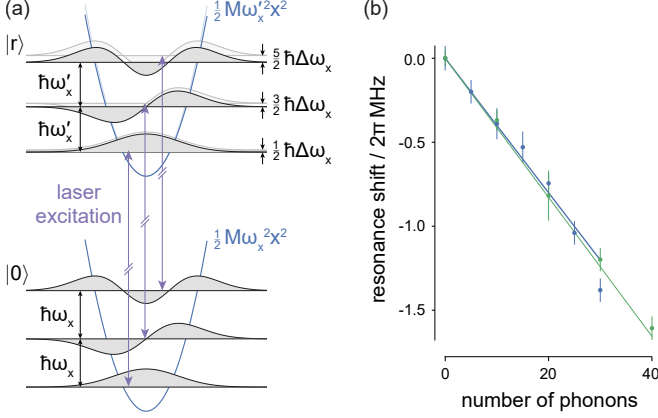 (a)
½Mω′ₓ²x²
|r⟩
5/2 ħΔωₓ
ħω′ₓ
3/2 ħΔωₓ
ħω′ₓ
1/2 ħΔωₓ
laser
excitation
½Mωₓ²x²
|0⟩
ħωₓ
ħωₓ
(b)
resonance shift / 2π MHz
0.0
-0.5
-1.0
-1.5
0
20
40
number of phonons